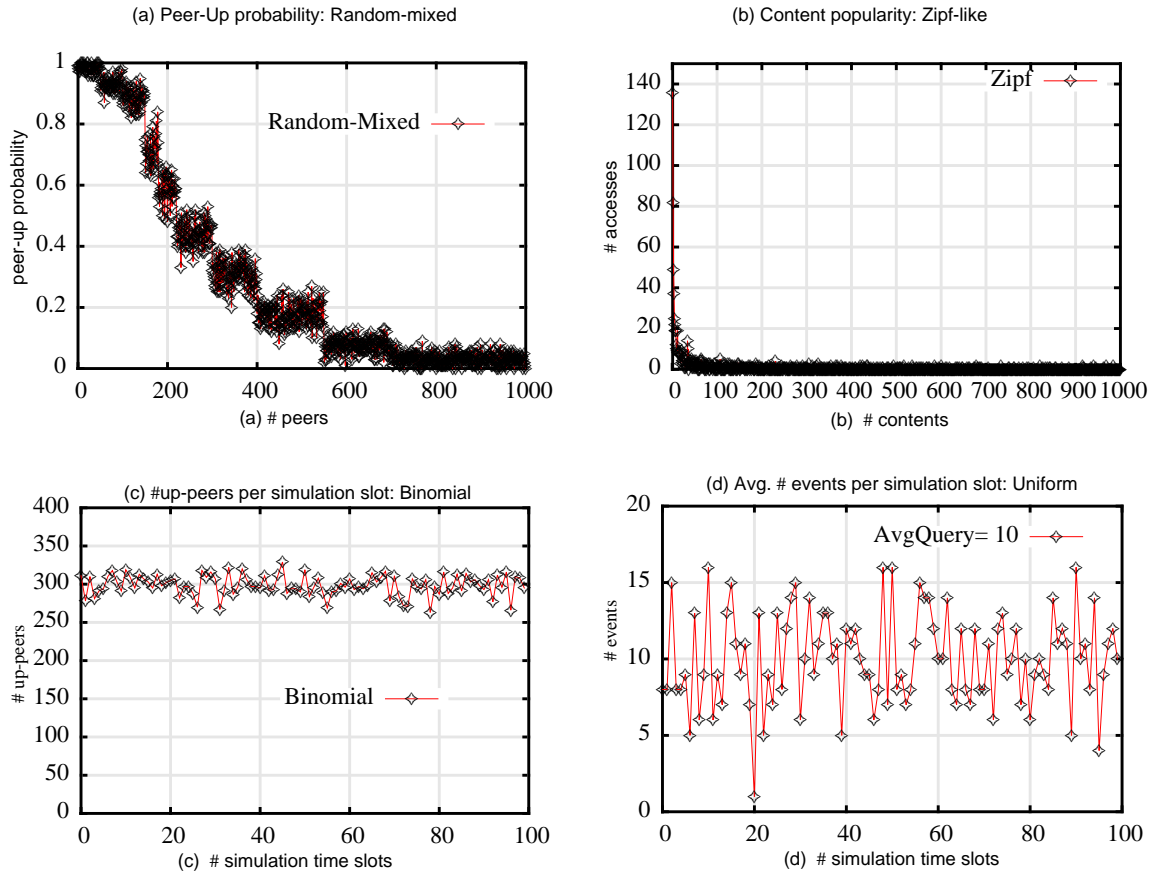 (a) Peer-Up probability: Random-mixed
1
0.8
0.6
0.4
0.2
0
peer-up probability
Random-Mixed
0 200 400 600 800 1000
(a) # peers
(b) Content popularity: Zipf-like
140
120
100
80
60
40
20
0
# accesses
Zipf
0 100 200 300 400 500 600 700 800 900 1000
(b) # contents
(c) #up-peers per simulation slot: Binomial
400
350
300
250
200
150
100
50
0
# up-peers
Binomial
0 20 40 60 80 100
(c) # simulation time slots
(d) Avg. # events per simulation slot: Uniform
20
15
10
5
0
# events
AvgQuery= 10
0 20 40 60 80 100
(d) # simulation time slots